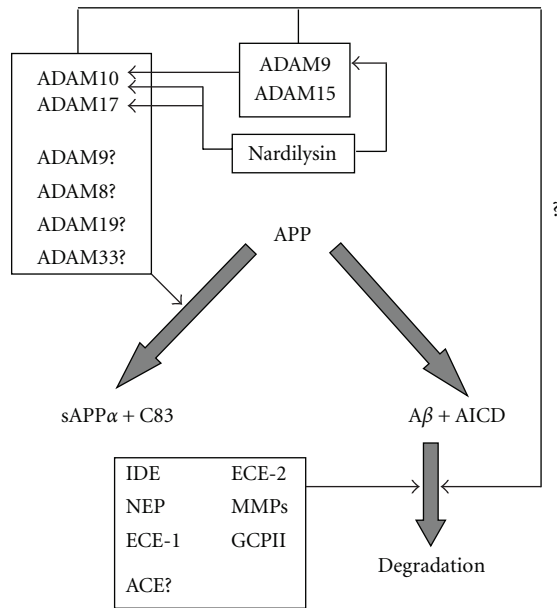 ADAM10
ADAM17
ADAM9?
ADAM8?
ADAM19?
ADAM33?
ADAM9
ADAM15
Nardilysin
?
APP
sAPPα + C83
Aβ + AICD
IDE ECE-2
NEP MMPs
ECE-1 GCPII
ACE?
Degradation